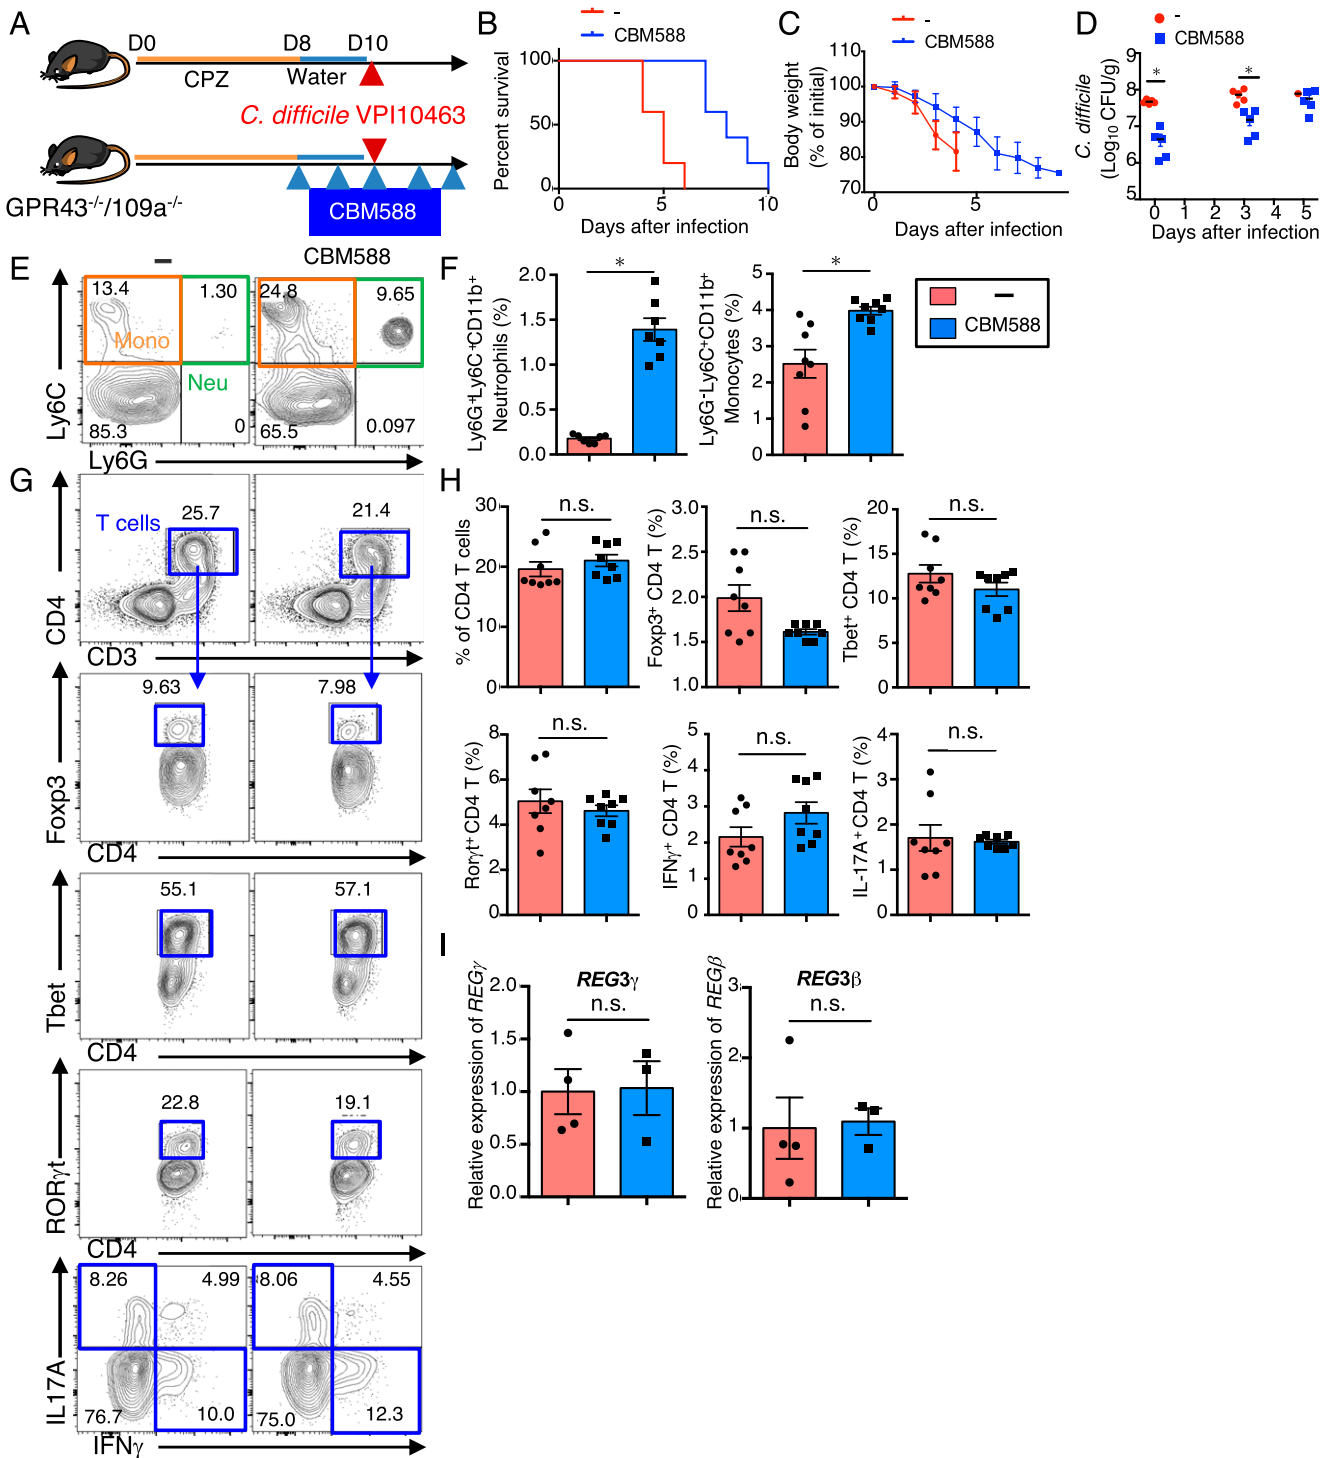 A
D0
D8
D10
CPZ
Water
C. difficile VPI10463
GPR43-/-/109a-/-
CBM588
B
-
CBM588
Percent survival
100
50
0
0
5
10
Days after infection
C
-
CBM588
Body weight
(% of initial)
110
100
90
80
70
0
5
Days after infection
D
-
CBM588
C. difficile
(Log10 CFU/g)
9
8
7
6
5
*
*
0 1 2 3 4 5
Days after infection
E
–
CBM588
13.4
1.30
Mono
Neu
85.3
0
24.8
9.65
65.5
0.097
Ly6C
Ly6G
F
Ly6G+Ly6C+CD11b+
Neutrophils (%)
2.0
1.5
1.0
0.5
0.0
*
Ly6G-Ly6C+CD11b+
Monocytes (%)
5
4
3
2
1
0
*
–
CBM588
G
T cells
25.7
21.4
CD4
CD3
9.63
7.98
Foxp3
CD4
55.1
57.1
Tbet
CD4
22.8
19.1
RORγt
CD4
8.26
4.99
76.7
10.0
8.06
4.55
75.0
12.3
IL17A
IFNγ
H
% of CD4 T cells
30
20
10
0
n.s.
Foxp3+ CD4 T (%)
3.0
2.5
2.0
1.5
1.0
n.s.
Tbet+ CD4 T (%)
20
15
10
5
0
n.s.
Rorγt+ CD4 T (%)
8
6
4
2
0
n.s.
IFNγ+ CD4 T (%)
5
4
3
2
1
0
n.s.
IL-17A+ CD4 T (%)
4
3
2
1
0
n.s.
I
REG3γ
n.s.
Relative expression of REGγ
2.0
1.5
1.0
0.5
0.0
REG3β
n.s.
Relative expression of REGβ
3
2
1
0